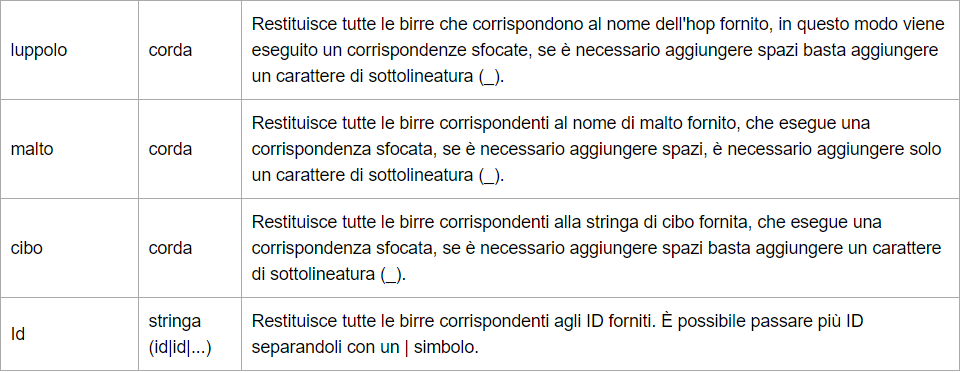 luppolo
corda
Restituisce tutte le birre che corrispondono al nome dell'hop fornito, in questo modo viene
eseguito un corrispondenze sfocate, se è necessario aggiungere spazi basta aggiungere
un carattere di sottolineatura (_).
malto
corda
Restituisce tutte le birre corrispondenti al nome di malto fornito, che esegue una
corrispondenza sfocata, se è necessario aggiungere spazi, è necessario aggiungere solo
un carattere di sottolineatura (_).
cibo
corda
Restituisce tutte le birre corrispondenti alla stringa di cibo fornita, che esegue una
corrispondenza sfocata, se è necessario aggiungere spazi basta aggiungere un carattere
di sottolineatura (_).
Id
stringa
(id|id|...)
Restituisce tutte le birre corrispondenti agli ID forniti. È possibile passare più ID
separandoli con un | simbolo.